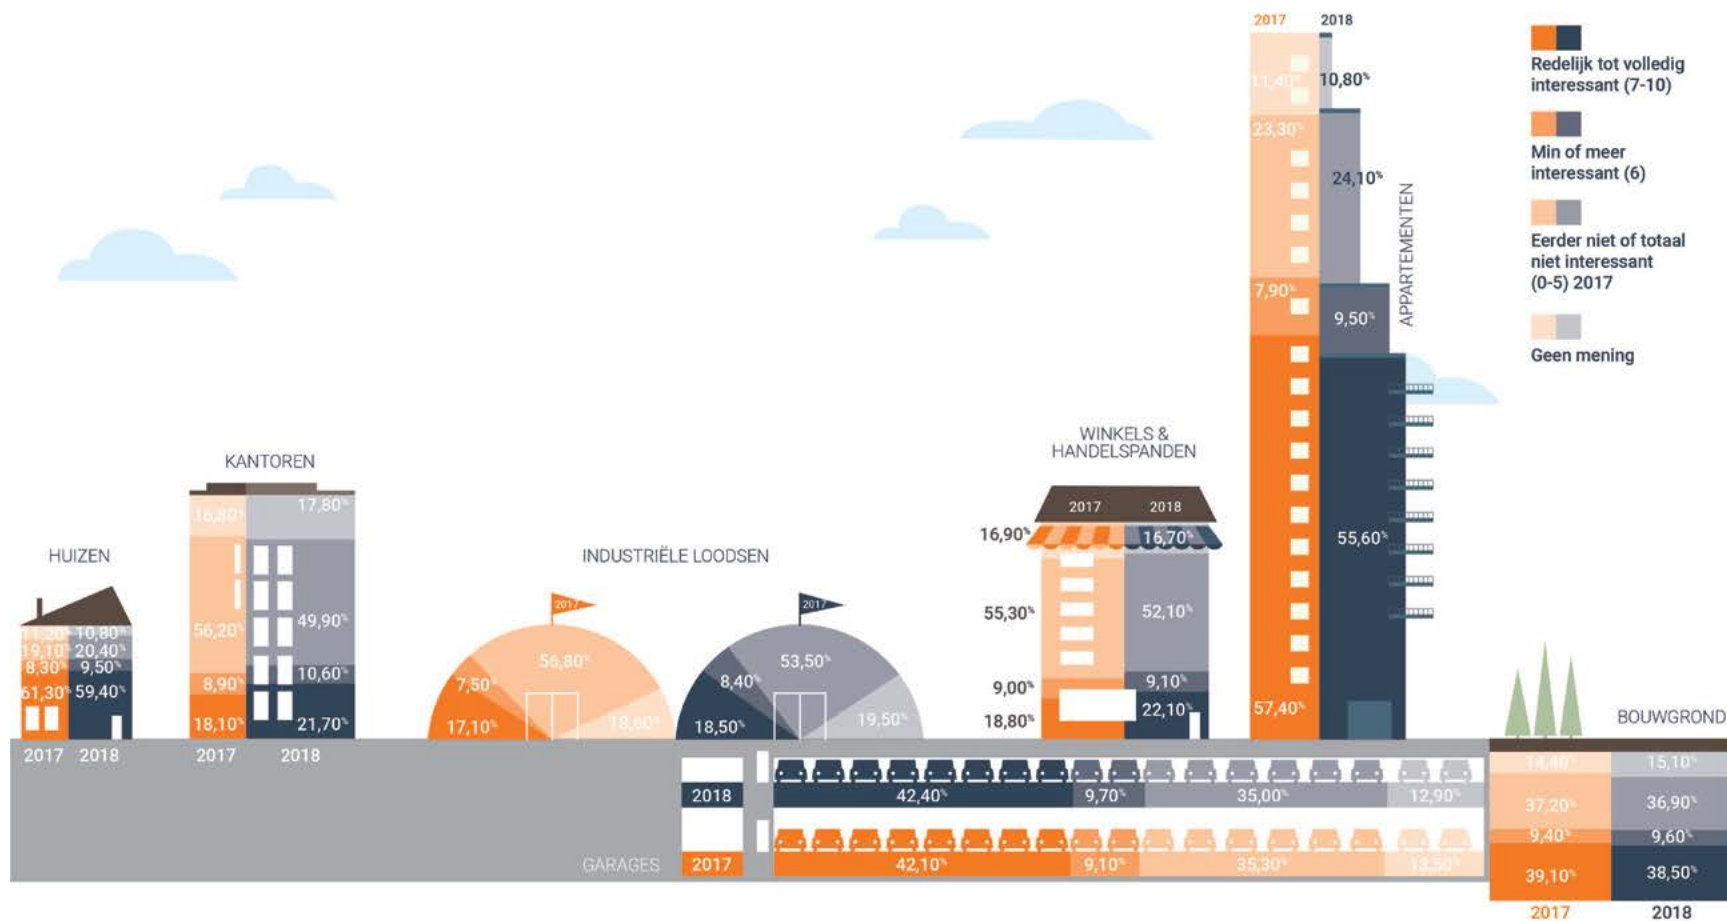 2017 2018
11,40%
10,80%
23,30%
24,10%
7,90%
9,50%
57,40%
55,60%
APPARTEMENTEN
Redelijk tot volledig
interessant (7-10)
Min of meer
interessant (6)
Eerder niet of totaal
niet interessant
(0-5) 2017
Geen mening
HUIZEN
11,20% 10,80%
19,10% 20,40%
8,30% 9,50%
61,30% 59,40%
2017 2018
KANTOREN
16,80% 17,80%
56,20% 49,90%
8,90% 10,60%
18,10% 21,70%
2017 2018
INDUSTRIËLE LOODSEN
2017
56,80%
7,50%
17,10%
18,60%
2017
53,50%
8,40%
18,50%
19,50%
WINKELS &
HANDELSPANDEN
2017 2018
16,90% 16,70%
55,30% 52,10%
9,00% 9,10%
18,80% 22,10%
GARAGES
2018 42,40% 9,70% 35,00% 12,90%
2017 42,10% 9,10% 35,30% 13,50%
BOUWGROND
14,40% 15,10%
37,20% 36,90%
9,40% 9,60%
39,10% 38,50%
2017 2018